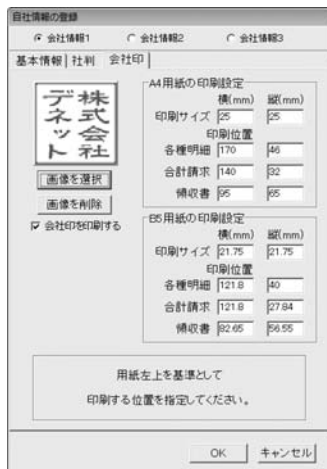 自社情報の登録
会社情報1 会社情報2 会社情報3
基本情報 社判 会社印
株式会社
デネット
画像を選択
画像を削除
会社印を印刷する
A4用紙の印刷設定
横(mm) 縦(mm)
印刷サイズ 25 25
印刷位置
各種明細 170 46
合計請求 140 32
領収書 95 65
B5用紙の印刷設定
横(mm) 縦(mm)
印刷サイズ 21.75 21.75
印刷位置
各種明細 121.8 40
合計請求 121.8 27.84
領収書 82.65 56.55
用紙左上を基準として
印刷する位置を指定してください。
OK キャンセル